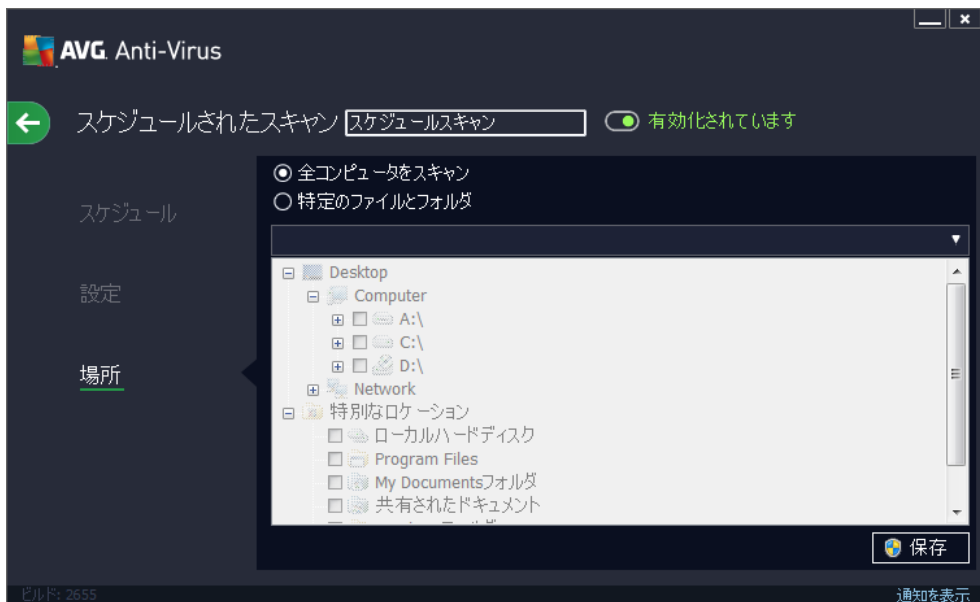 AVG. Anti-Virus
スケジュールされたスキャン スケジュールスキャン 有効化されています
全コンピュータをスキャン
特定のファイルとフォルダ
スケジュール
設定
場所
Desktop
Computer
A:\
C:\
D:\
Network
特別なロケーション
ローカルハードディスク
Program Files
My Documentsフォルダ
共有されたドキュメント
保存
ビルド: 2655
通知を表示